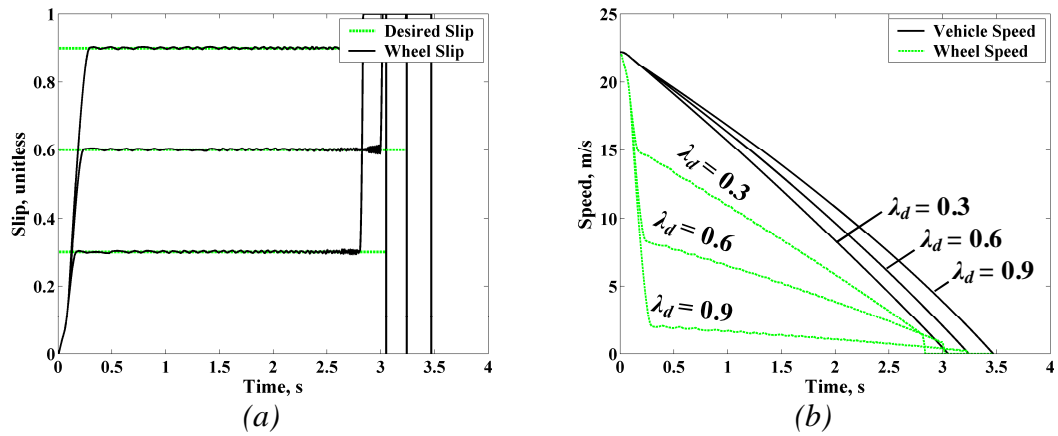 1
0.8
0.6
0.4
0.2
0
0 0.5 1 1.5 2 2.5 3 3.5 4
Slip, unitless
Time, s
Desired Slip
Wheel Slip
(a)
25
20
15
10
5
0
0 0.5 1 1.5 2 2.5 3 3.5 4
Speed, m/s
Time, s
Vehicle Speed
Wheel Speed
λd = 0.3
λd = 0.6
λd = 0.9
λd = 0.3
λd = 0.6
λd = 0.9
(b)